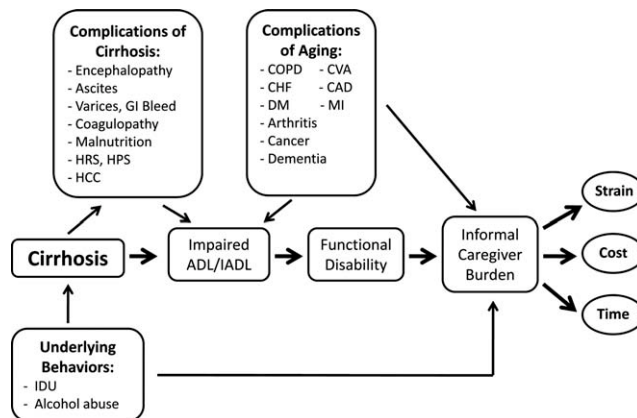 Complications of
Cirrhosis:
- Encephalopathy
- Ascites
- Varices, GI Bleed
- Coagulopathy
- Malnutrition
- HRS, HPS
- HCC
Complications
of Aging:
- COPD - CVA
- CHF - CAD
- DM - MI
- Arthritis
- Cancer
- Dementia
Cirrhosis
Impaired
ADL/IADL
Functional
Disability
Informal
Caregiver
Burden
Strain
Cost
Time
Underlying
Behaviors:
- IDU
- Alcohol abuse